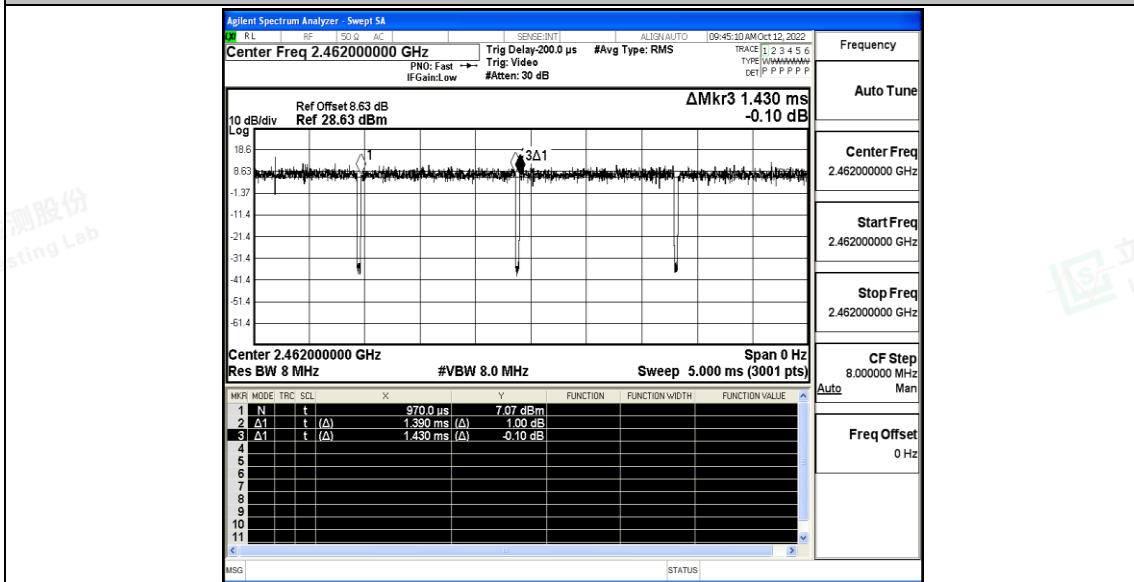 Agilent Spectrum Analyzer - Swept SA
RL RF 50 Ω AC SENSE:INT ALIGN AUTO 09:45:10 AM Oct 12, 2022
Center Freq 2.462000000 GHz
PNO: Fast
IFGain:Low
Trig Delay-200.0 µs
Trig: Video
#Atten: 30 dB
#Avg Type: RMS
TRACE 1 2 3 4 5 6
TYPE WWWWWW
DET P P P P P P
Ref Offset 8.63 dB
10 dB/div Ref 28.63 dBm
Log
ΔMkr3 1.430 ms
-0.10 dB
18.6
8.63
-1.37
-11.4
-21.4
-31.4
-41.4
-51.4
-61.4
1
3Δ1
Center 2.462000000 GHz Span 0 Hz
Res BW 8 MHz #VBW 8.0 MHz Sweep 5.000 ms (3001 pts)
MKR MODE TRC SCL X Y FUNCTION FUNCTION WIDTH FUNCTION VALUE
1 N t 970.0 µs 7.07 dBm
2 Δ1 t (Δ) 1.390 ms (Δ) 1.00 dB
3 Δ1 t (Δ) 1.430 ms (Δ) -0.10 dB
4
5
6
7
8
9
10
11
MSG STATUS
Frequency
Auto Tune
Center Freq
2.462000000 GHz
Start Freq
2.462000000 GHz
Stop Freq
2.462000000 GHz
CF Step
8.000000 MHz
Auto Man
Freq Offset
0 Hz
测股份
sting Lab
立